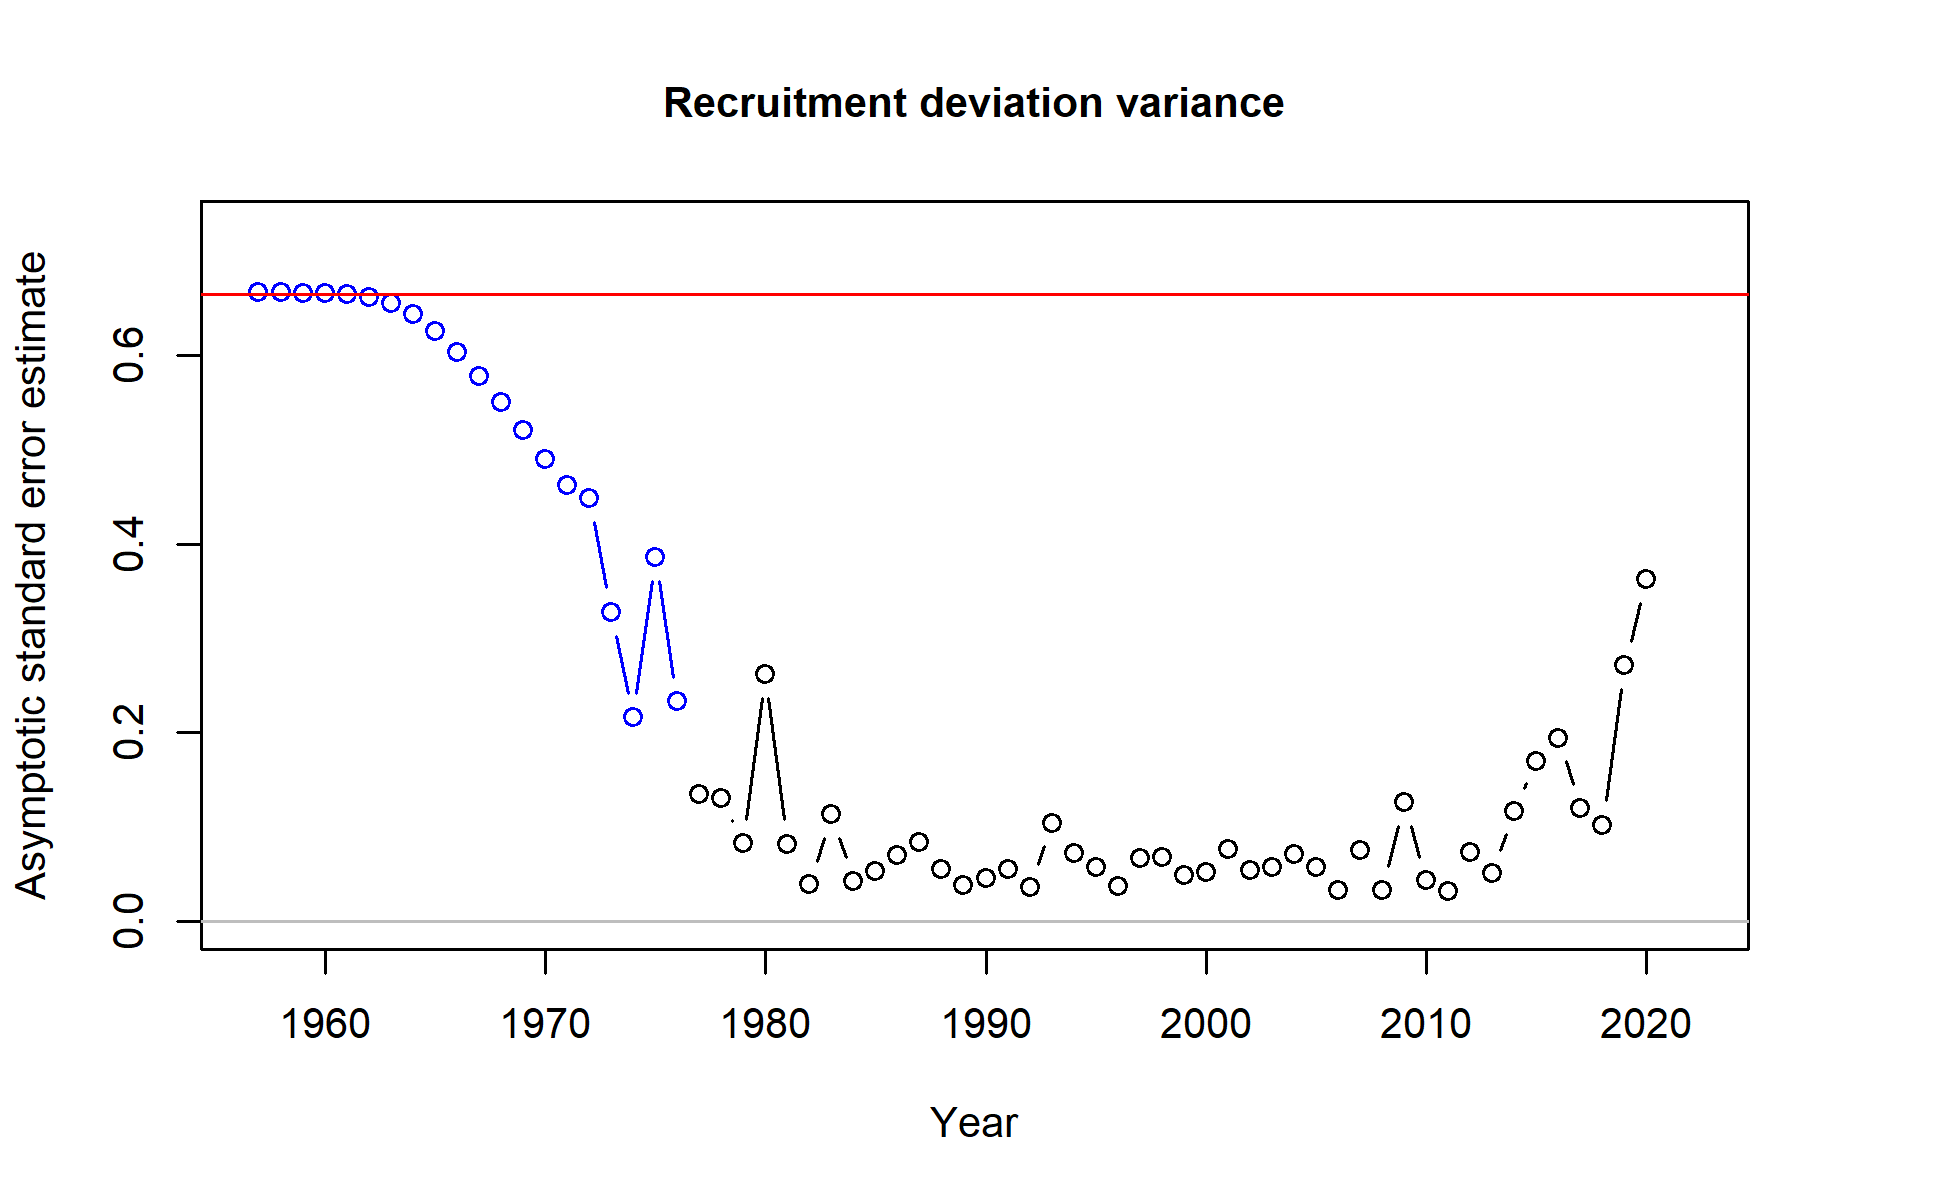 Recruitment deviation variance
Asymptotic standard error estimate
0.6
0.4
0.2
0.0
1960 1970 1980 1990 2000 2010 2020
Year